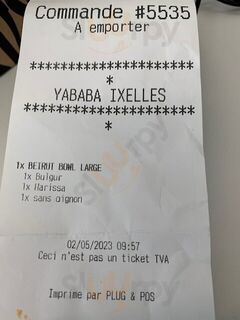 Commande #5535
A emporter
***********************
*
YABABA IXELLES
***********************
*
1x BEIRUT BOWL LARGE
1x Bulgur
1x Harissa
1x sans oignon
02/05/2023 09:57
Ceci n'est pas un ticket TVA
Imprime par PLUG & POS